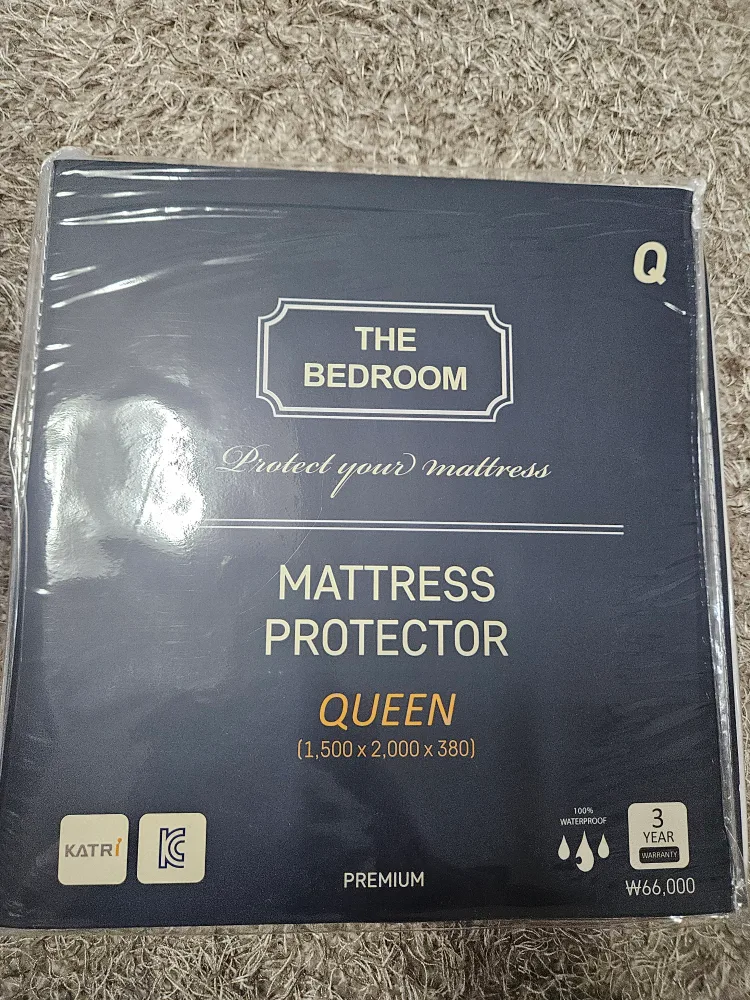 Q
THE
BEDROOM
Protect your mattress
MATTRESS
PROTECTOR
QUEEN
(1,500 x 2,000 x 380)
KATRi
KC
100%
WATERPROOF
3
YEAR
WARRANTY
PREMIUM
₩66,000